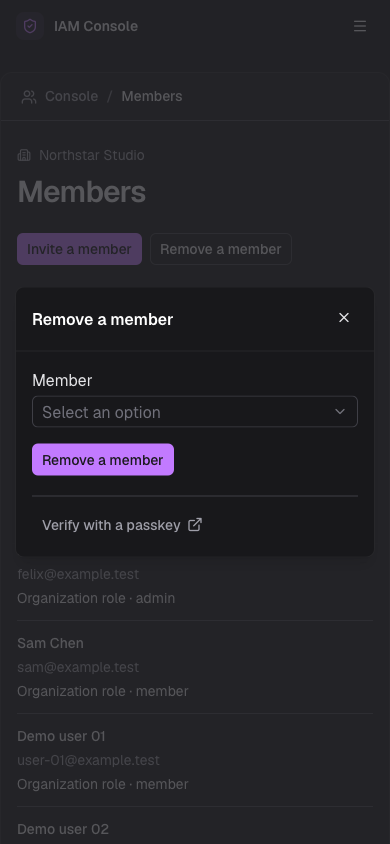 IAM Console
Console / Members
Northstar Studio
Members
Invite a member
Remove a member
Remove a member
Member
Select an option
Remove a member
Verify with a passkey
felix@example.test
Organization role · admin
Sam Chen
sam@example.test
Organization role · member
Demo user 01
user-01@example.test
Organization role · member
Demo user 02